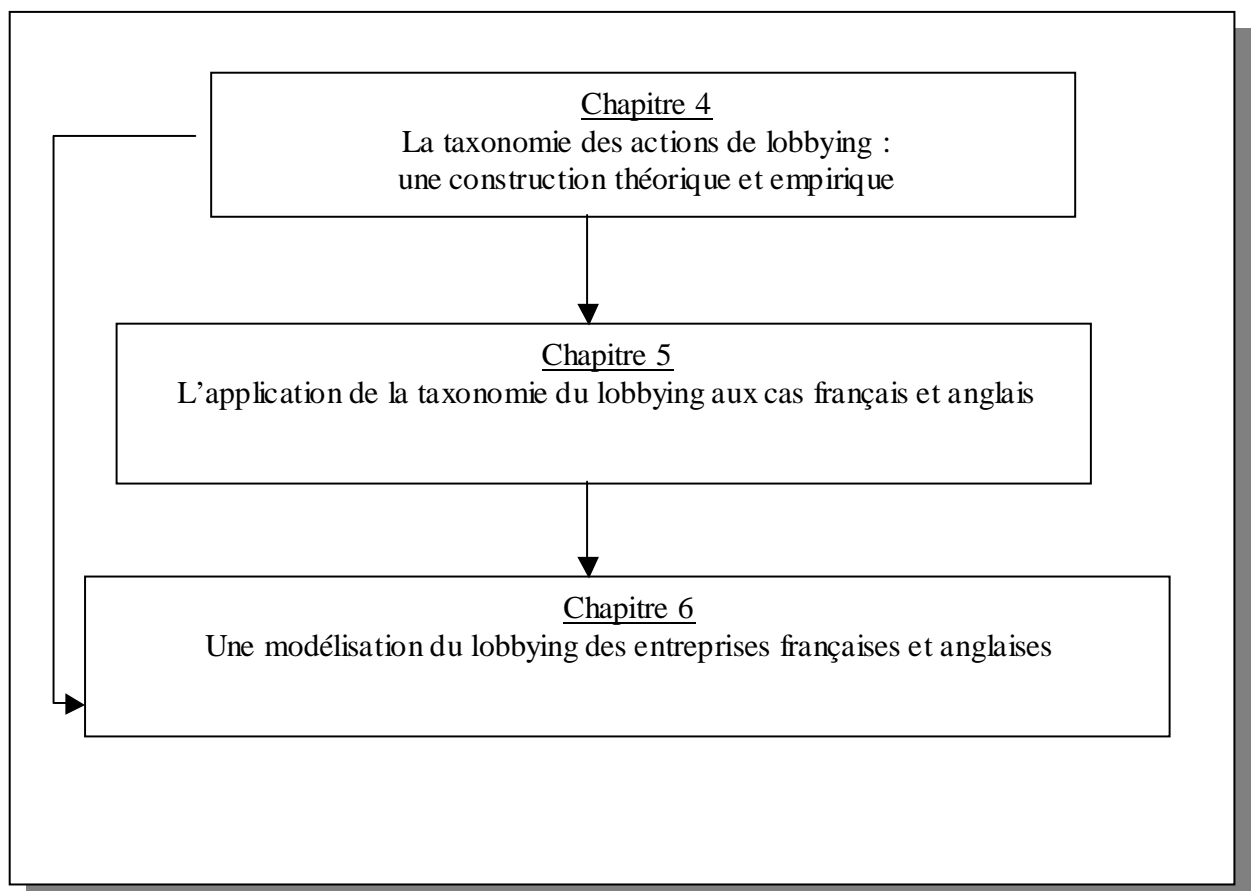 Chapitre 4
La taxonomie des actions de lobbying :
une construction théorique et empirique
Chapitre 5
L’application de la taxonomie du lobbying aux cas français et anglais
Chapitre 6
Une modélisation du lobbying des entreprises françaises et anglaises